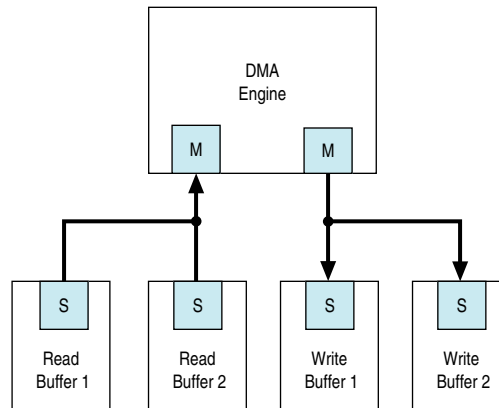 DMA
Engine
M
M
S
S
S
S
Read
Buffer 1
Read
Buffer 2
Write
Buffer 1
Write
Buffer 2